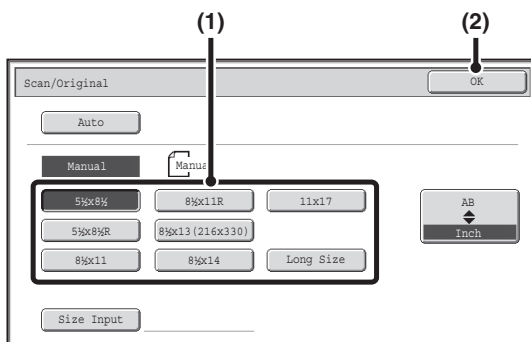 (1) (2)
Scan/Original OK
Auto
Manual Manua
5½x8½ 8½x11R 11x17
5½x8½R 8½x13(216x330)
8½x11 8½x14 Long Size
AB
Inch
Size Input